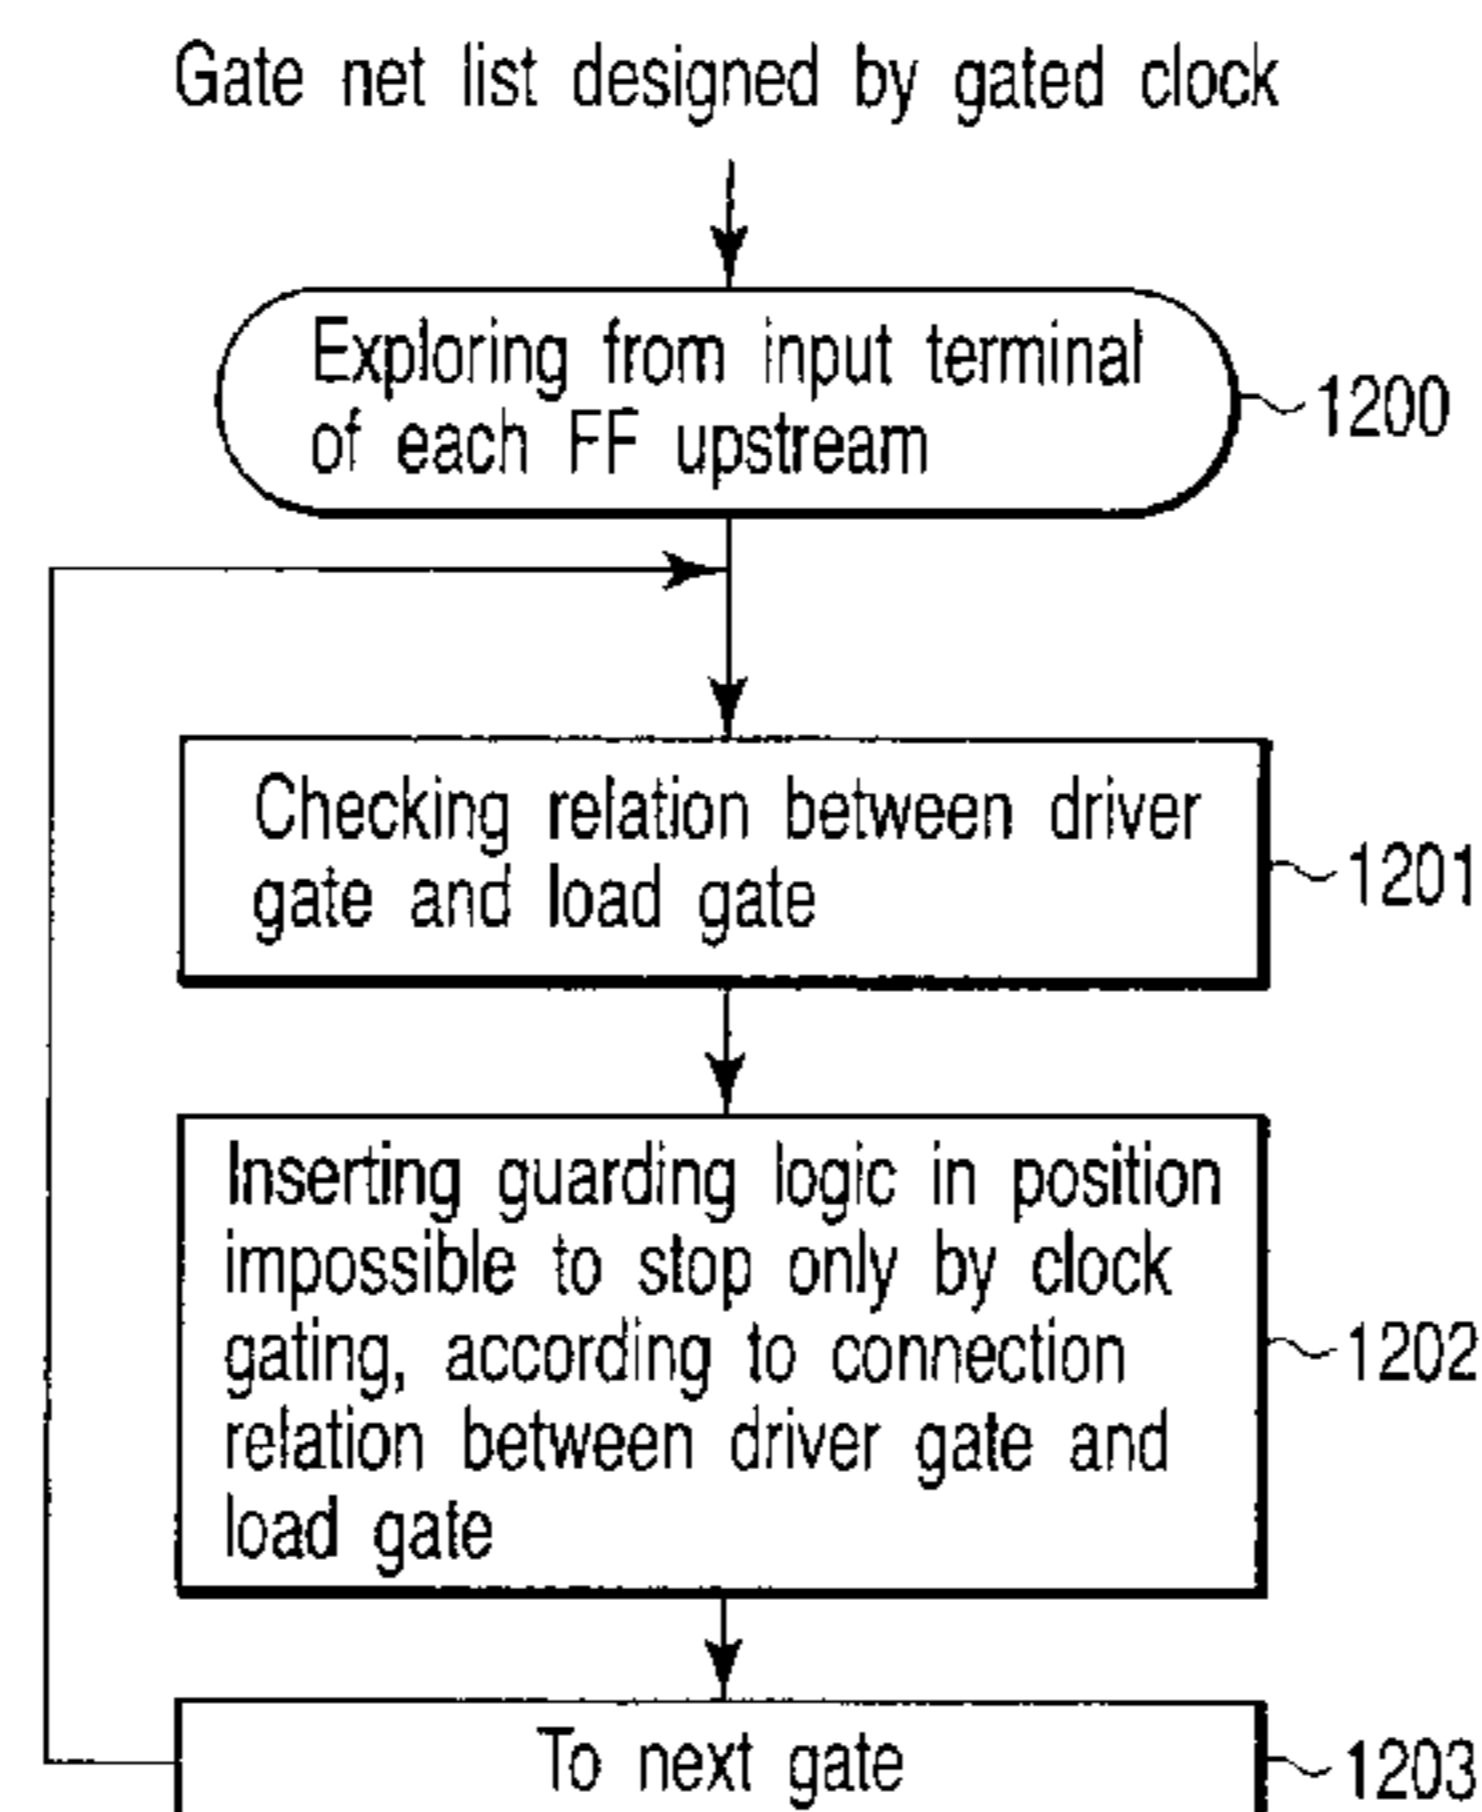 Gate net list designed by gated clock
Exploring from input terminal
of each FF upstream
1200
Checking relation between driver
gate and load gate
1201
Inserting guarding logic in position
impossible to stop only by clock
gating, according to connection
relation between driver gate and
load gate
1202
To next gate
1203